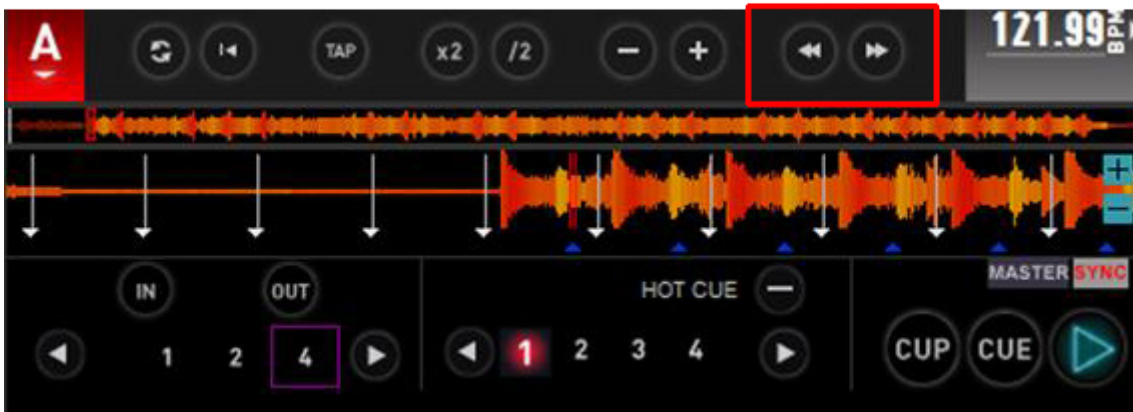 A
TAP
x2
/2
121.99 BPM
MASTER SYNC
IN
OUT
HOT CUE
1
2
4
1
2
3
4
CUP
CUE